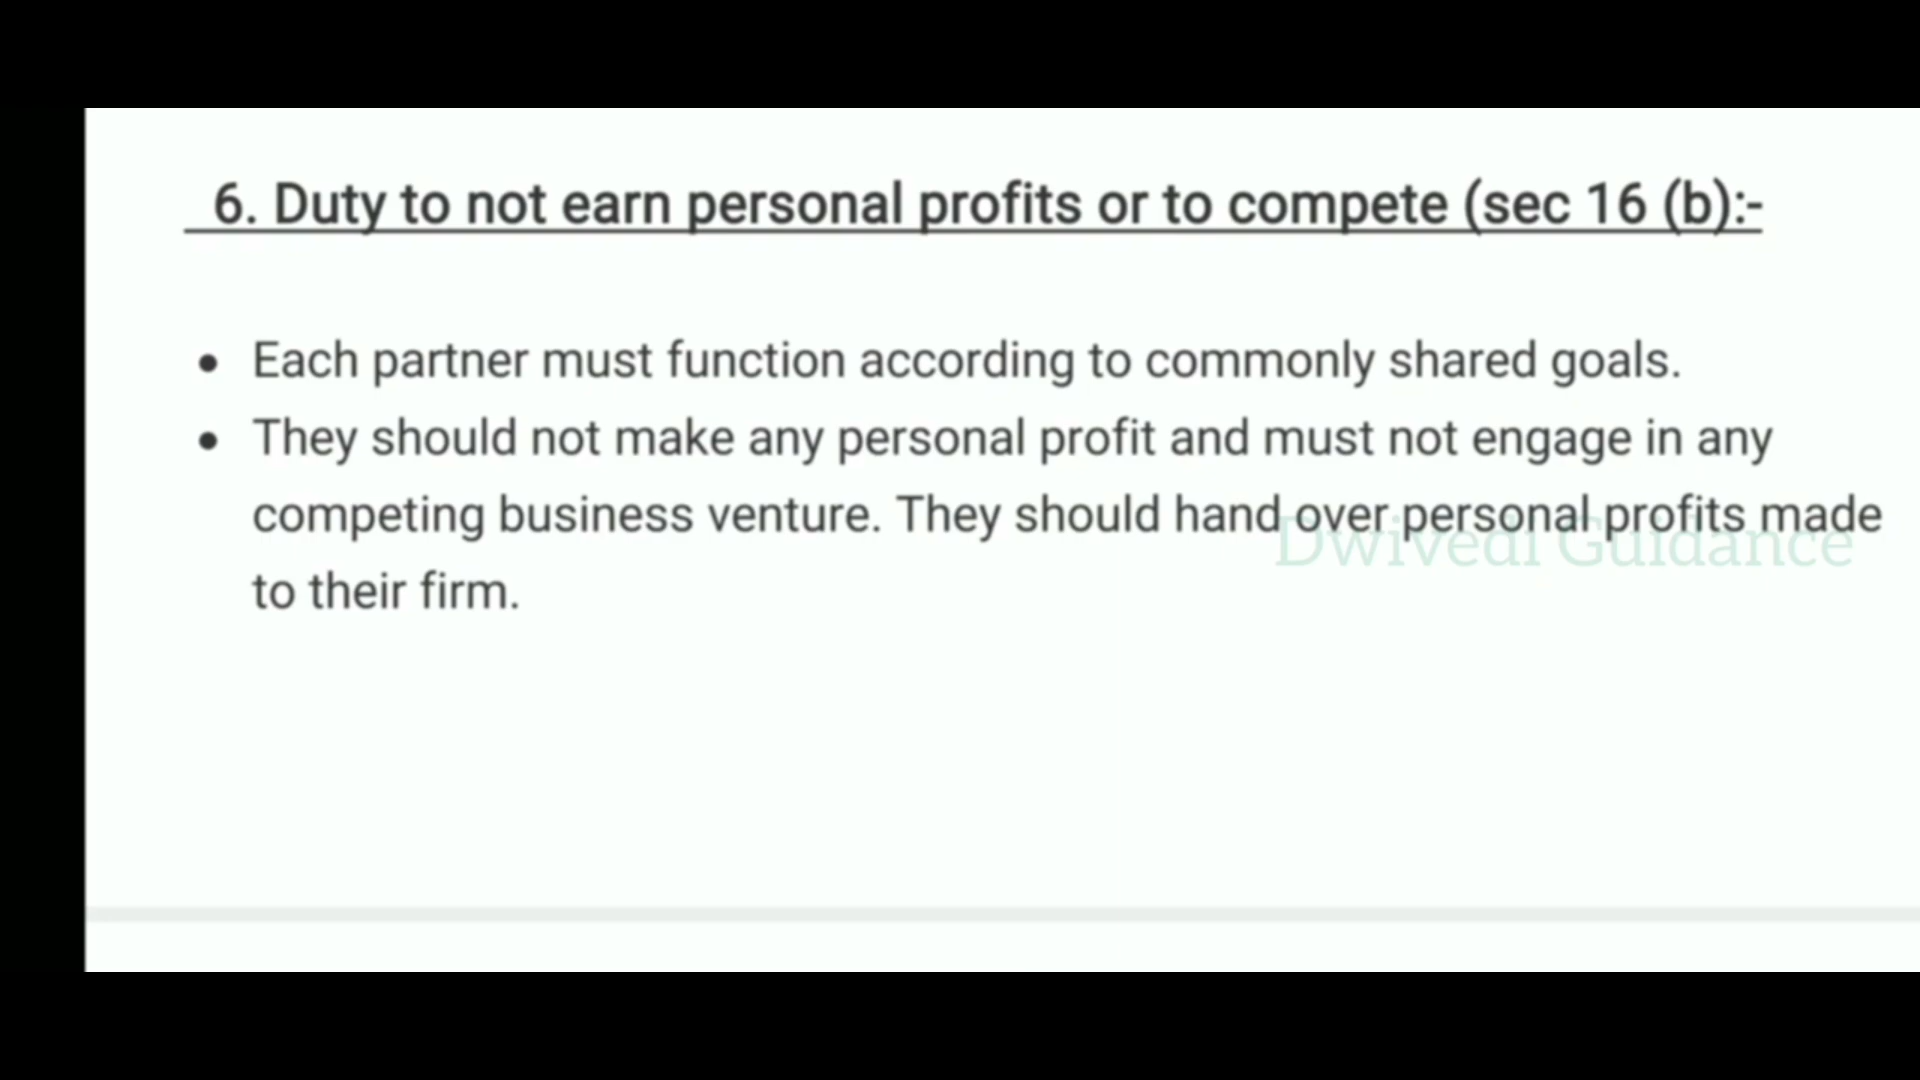 6. Duty to not earn personal profits or to compete (sec 16 (b):-
• Each partner must function according to commonly shared goals.
• They should not make any personal profit and must not engage in any
competing business venture. They should hand over personal profits made
to their firm.
Dwivedi Guidance